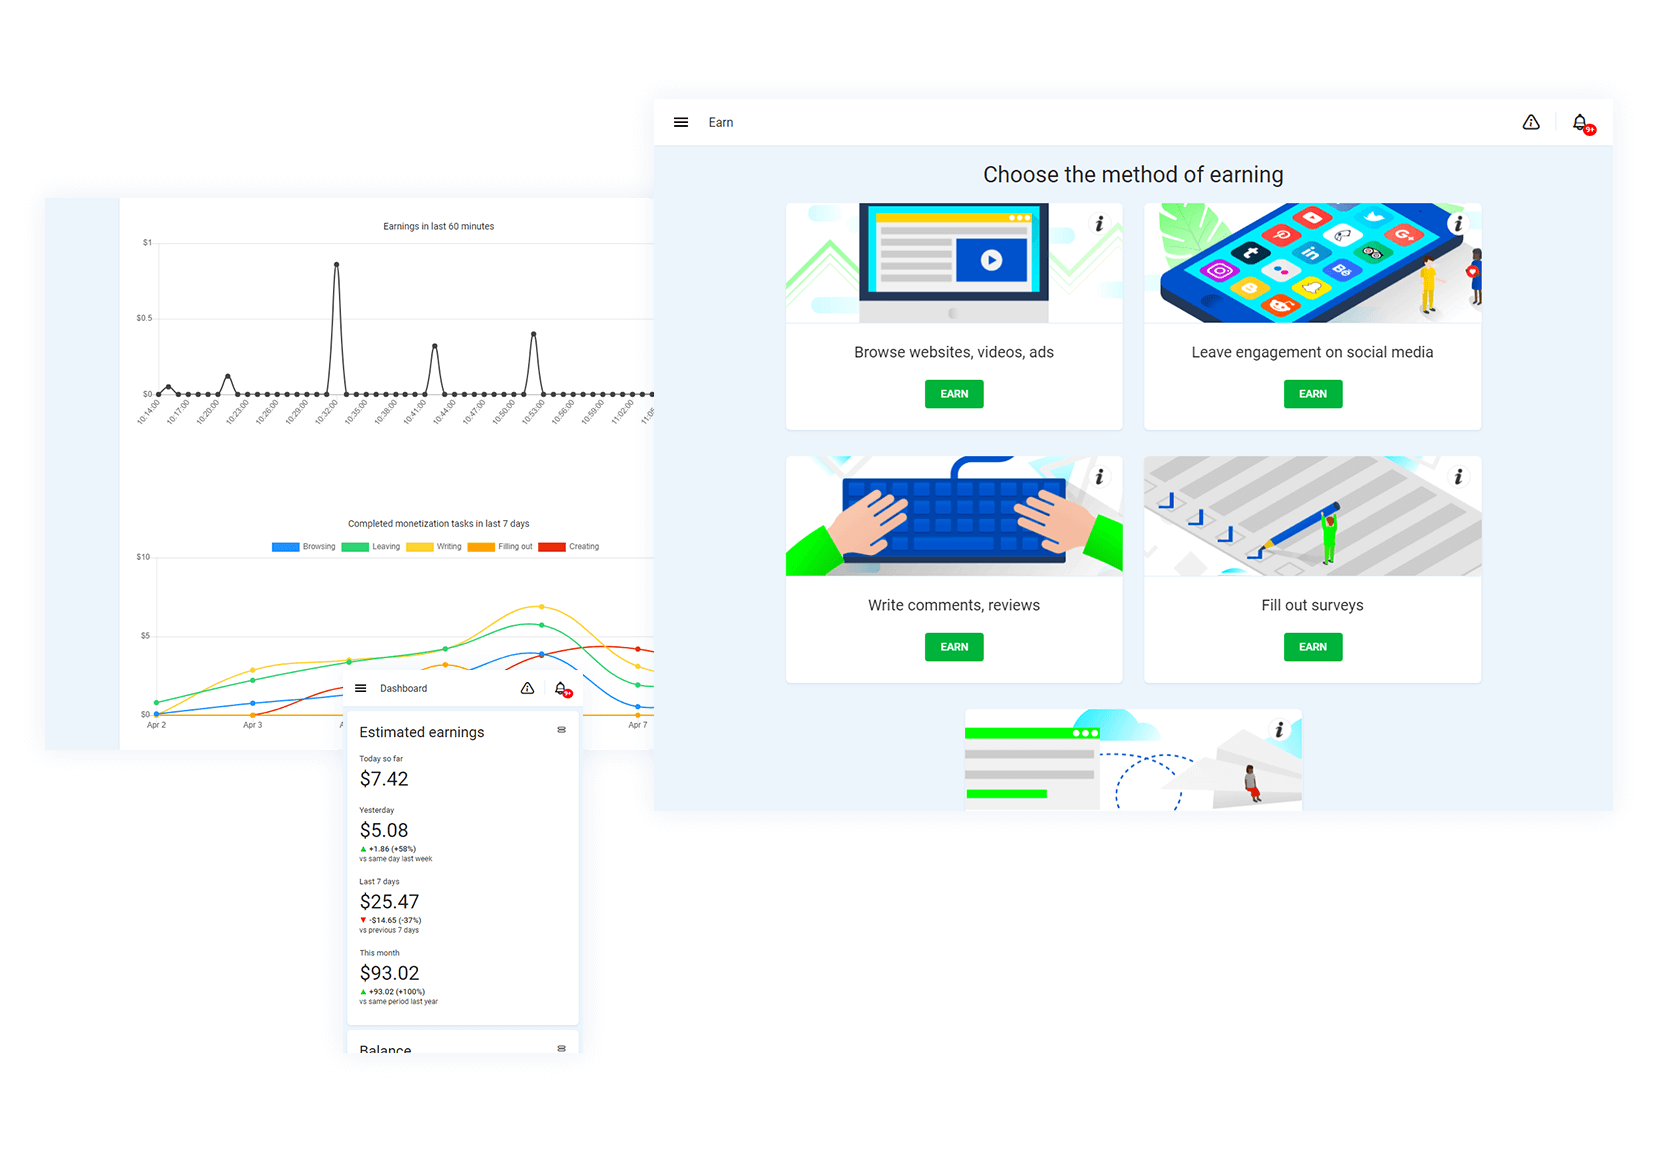 Earn
9+
Choose the method of earning
Browse websites, videos, ads
EARN
Leave engagement on social media
EARN
Write comments, reviews
EARN
Fill out surveys
EARN
Earnings in last 60 minutes
$1
$0.5
$0
10:14:00
10:17:00
10:20:00
10:23:00
10:26:00
10:29:00
10:32:00
10:35:00
10:38:00
10:41:00
10:44:00
10:47:00
10:50:00
10:53:00
10:56:00
10:59:00
11:02:00
Completed monetization tasks in last 7 days
Browsing Leaving Writing Filling out Creating
$10
$5
$0
Apr 2 Apr 3 Apr 7
Dashboard
9+
Estimated earnings
Today so far
$7.42
Yesterday
$5.08
+1.86 (+58%)
vs same day last week
Last 7 days
$25.47
-$14.65 (-37%)
vs previous 7 days
This month
$93.02
+93.02 (+100%)
vs same period last year
Balance